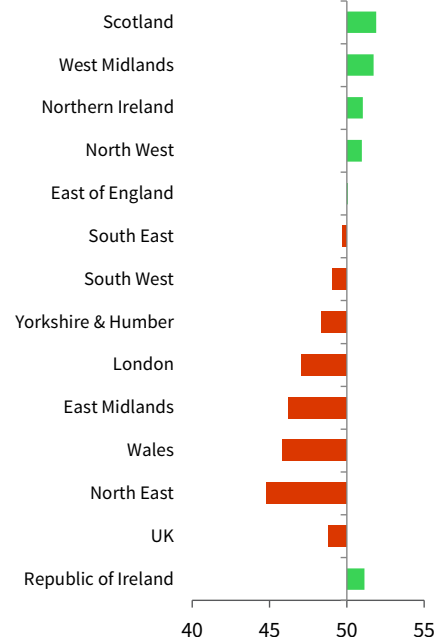 Scotland
West Midlands
Northern Ireland
North West
East of England
South East
South West
Yorkshire & Humber
London
East Midlands
Wales
North East
UK
Republic of Ireland
40 45 50 55